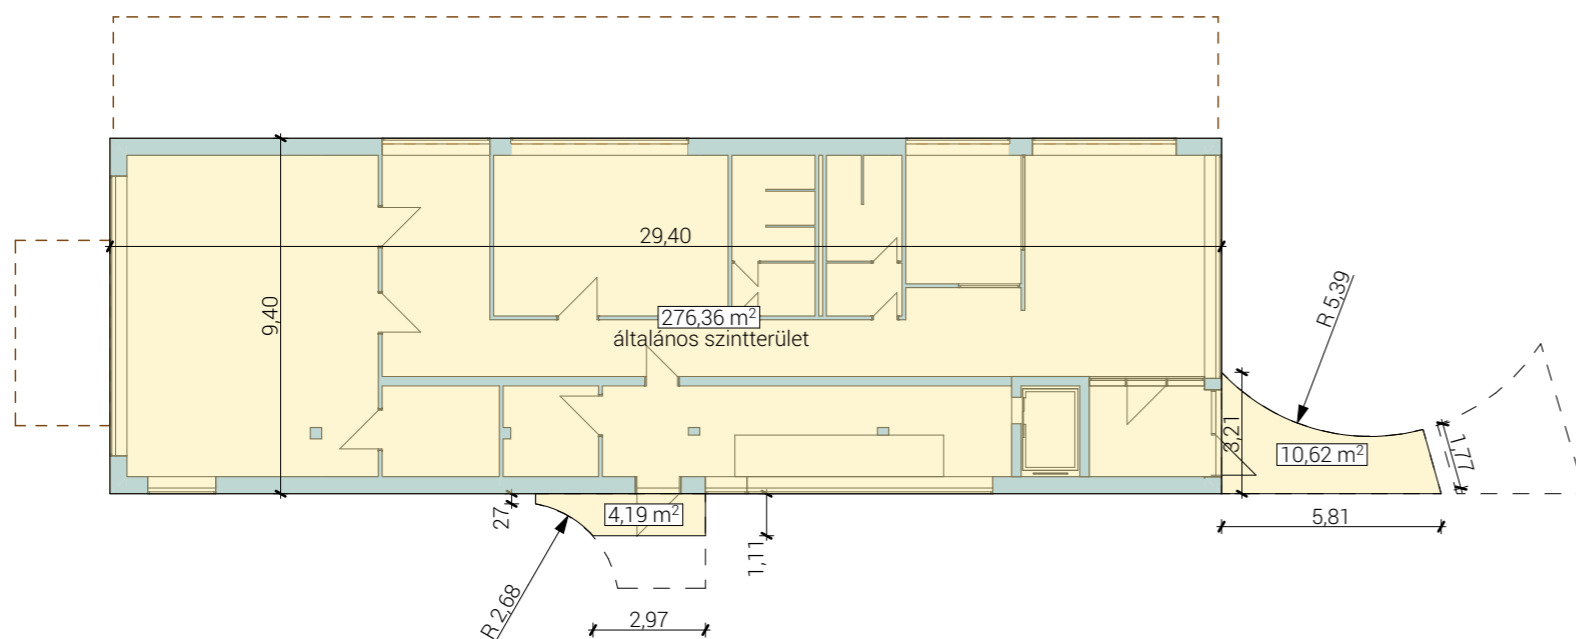 29,40
9,40
276,36 m²
általános szintterület
R 5,39
3,21
10,62 m²
1,77
5,81
27
4,19 m²
1,11
R 2,68
2,97